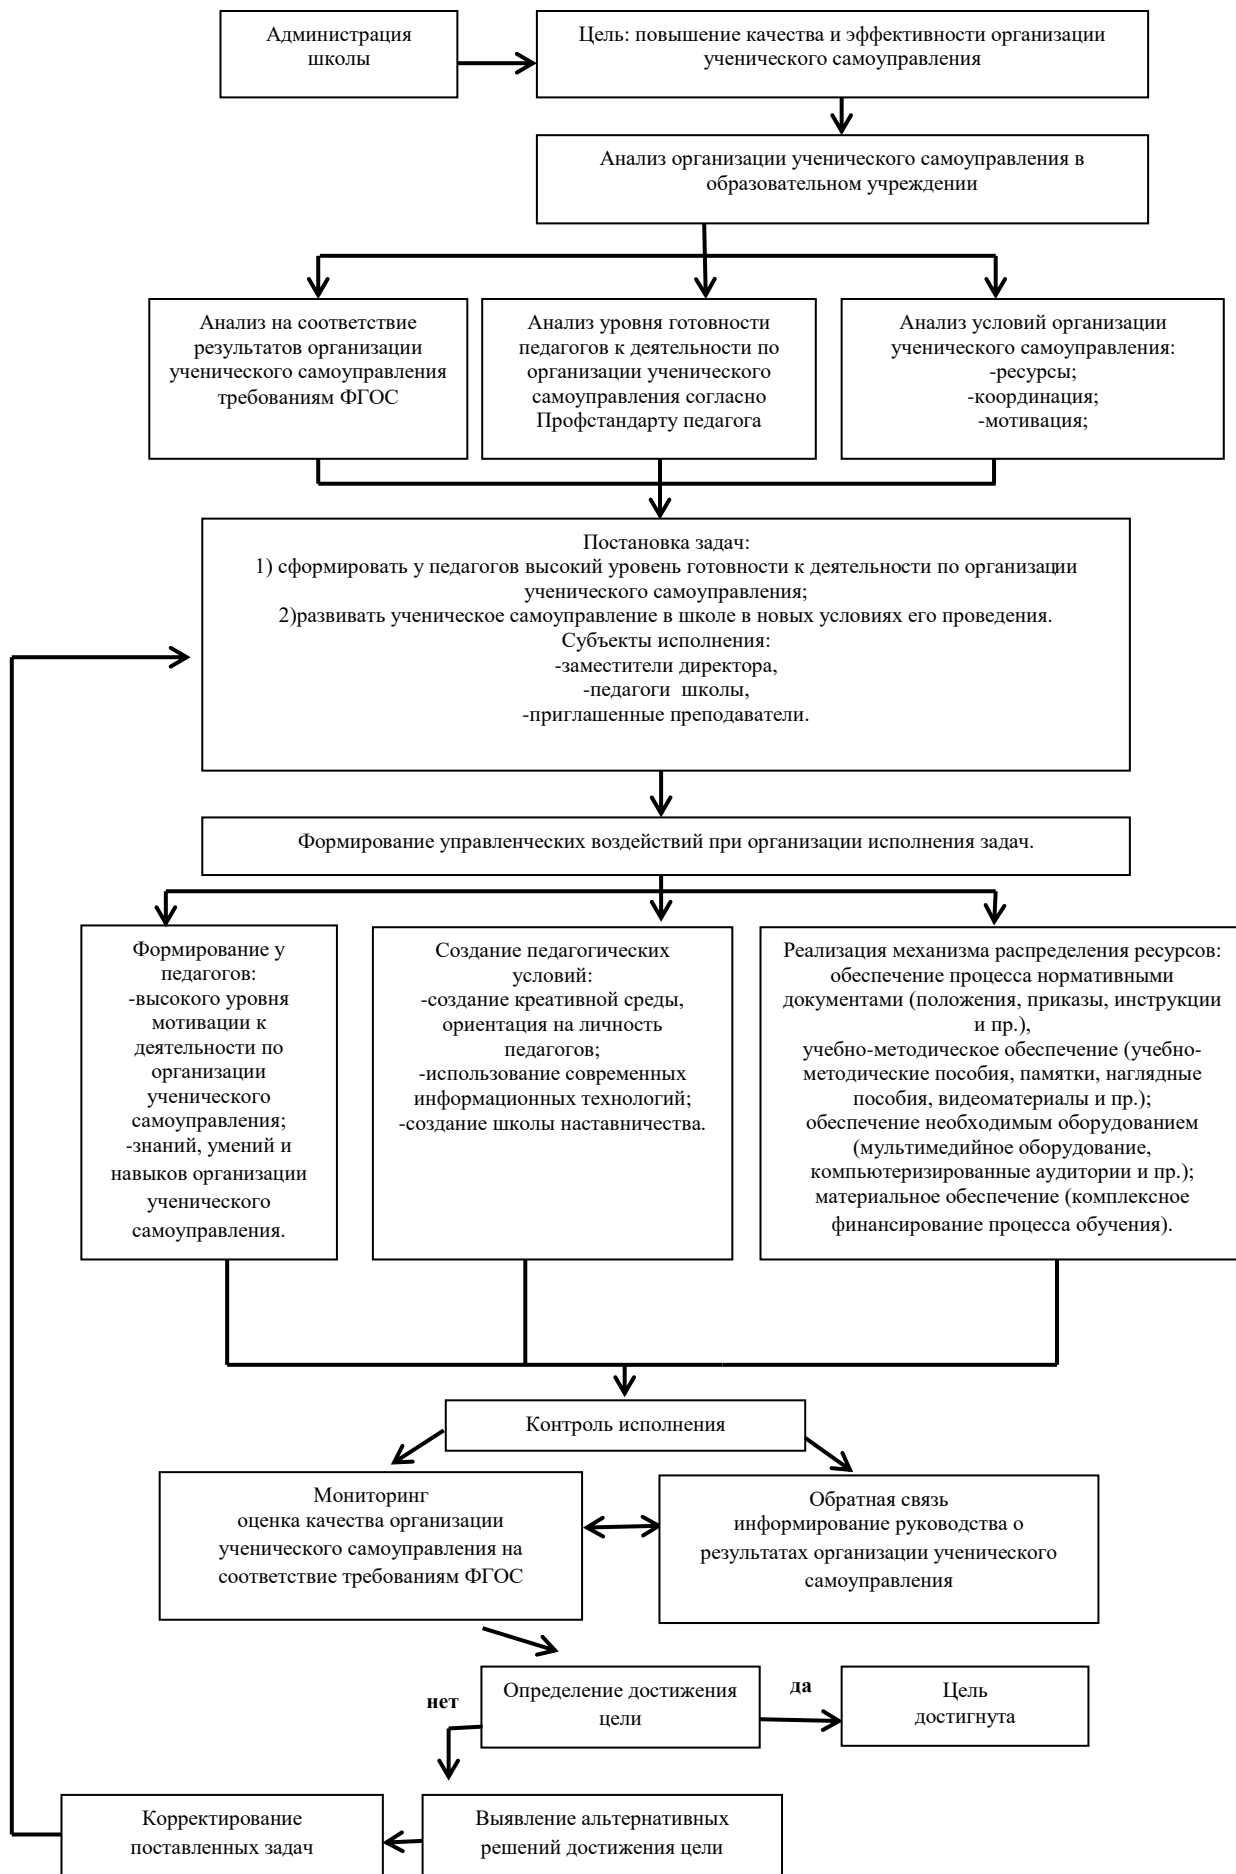 Администрация
школы
Цель: повышение качества и эффективности организации
ученического самоуправления
Анализ организации ученического самоуправления в
образовательном учреждении
Анализ на соответствие
результатов организации
ученического самоуправления
требованиям ФГОС
Анализ уровня готовности
педагогов к деятельности по
организации ученического
самоуправления согласно
Профстандарту педагога
Анализ условий организации
ученического самоуправления:
-ресурсы;
-координация;
-мотивация;
Постановка задач:
1) сформировать у педагогов высокий уровень готовности к деятельности по организации
ученического самоуправления;
2)развивать ученическое самоуправление в школе в новых условиях его проведения.
Субъекты исполнения:
-заместители директора,
-педагоги школы,
-приглашенные преподаватели.
Формирование управленческих воздействий при организации исполнения задач.
Формирование у
педагогов:
-высокого уровня
мотивации к
деятельности по
организации
ученического
самоуправления;
-знаний, умений и
навыков организации
ученического
самоуправления.
Создание педагогических
условий:
-создание креативной среды,
ориентация на личность
педагогов;
-использование современных
информационных технологий;
-создание школы наставничества.
Реализация механизма распределения ресурсов:
обеспечение процесса нормативными
документами (положения, приказы, инструкции
и пр.),
учебно-методическое обеспечение (учебно-
методические пособия, памятки, наглядные
пособия, видеоматериалы и пр.);
обеспечение необходимым оборудованием
(мультимедийное оборудование,
компьютеризированные аудитории и пр.);
материальное обеспечение (комплексное
финансирование процесса обучения).
Контроль исполнения
Мониторинг
оценка качества организации
ученического самоуправления на
соответствие требованиям ФГОС
Обратная связь
информирование руководства о
результатах организации ученического
самоуправления
нет
Определение достижения
цели
да
Цель
достигнута
Корректирование
поставленных задач
Выявление альтернативных
решений достижения цели